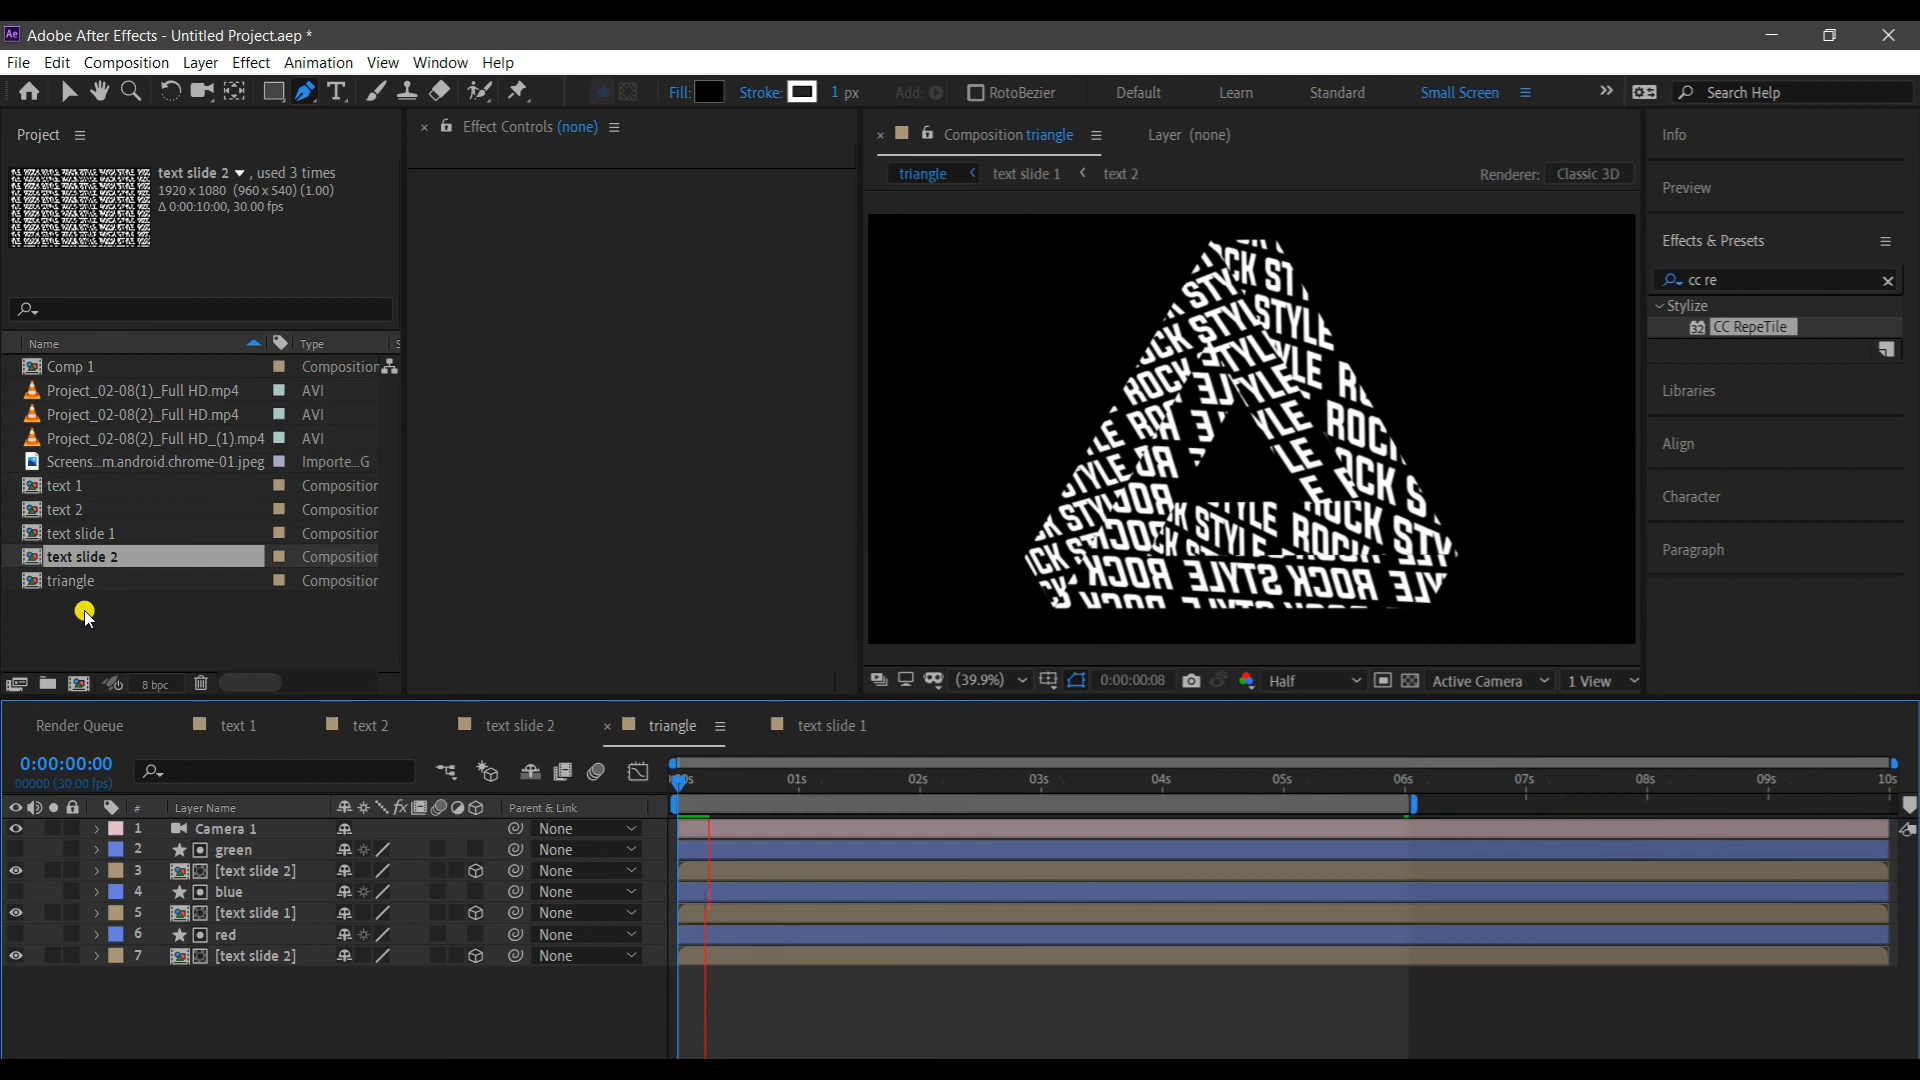 Ae Adobe After Effects - Untitled Project.aep *
File Edit Composition Layer Effect Animation View Window Help
Fill: Stroke: 1 px Add: RotoBezier Default Learn Standard Small Screen Search Help
Project
Effect Controls (none)
Composition triangle
Layer (none)
Info
text slide 2 , used 3 times
1920 x 1080 (960 x 540) (1.00)
Δ 0:00:10:00, 30.00 fps
triangle text slide 1 text 2
Renderer: Classic 3D
Preview
Effects & Presets
cc re
Stylize
32 CC RepeTile
Libraries
Align
Character
Paragraph
Name Type
Comp 1 Composition
Project_02-08(1)_Full HD.mp4 AVI
Project_02-08(2)_Full HD.mp4 AVI
Project_02-08(2)_Full HD_(1).mp4 AVI
Screens...m.android.chrome-01.jpeg Importe...G
text 1 Composition
text 2 Composition
text slide 1 Composition
text slide 2 Composition
triangle Composition
8 bpc
CK ST
STYLE
ROCK STYLE
ROCK STYLE
(39.9%) 0:00:00:08 Half Active Camera 1 View
Render Queue text 1 text 2 text slide 2 triangle text slide 1
0:00:00:00
00000 (30.00 fps)
01s 02s 03s 04s 05s 06s 07s 08s 09s 10s
# Layer Name fx Parent & Link
1 Camera 1 None
2 green None
3 [text slide 2] None
4 blue None
5 [text slide 1] None
6 red None
7 [text slide 2] None